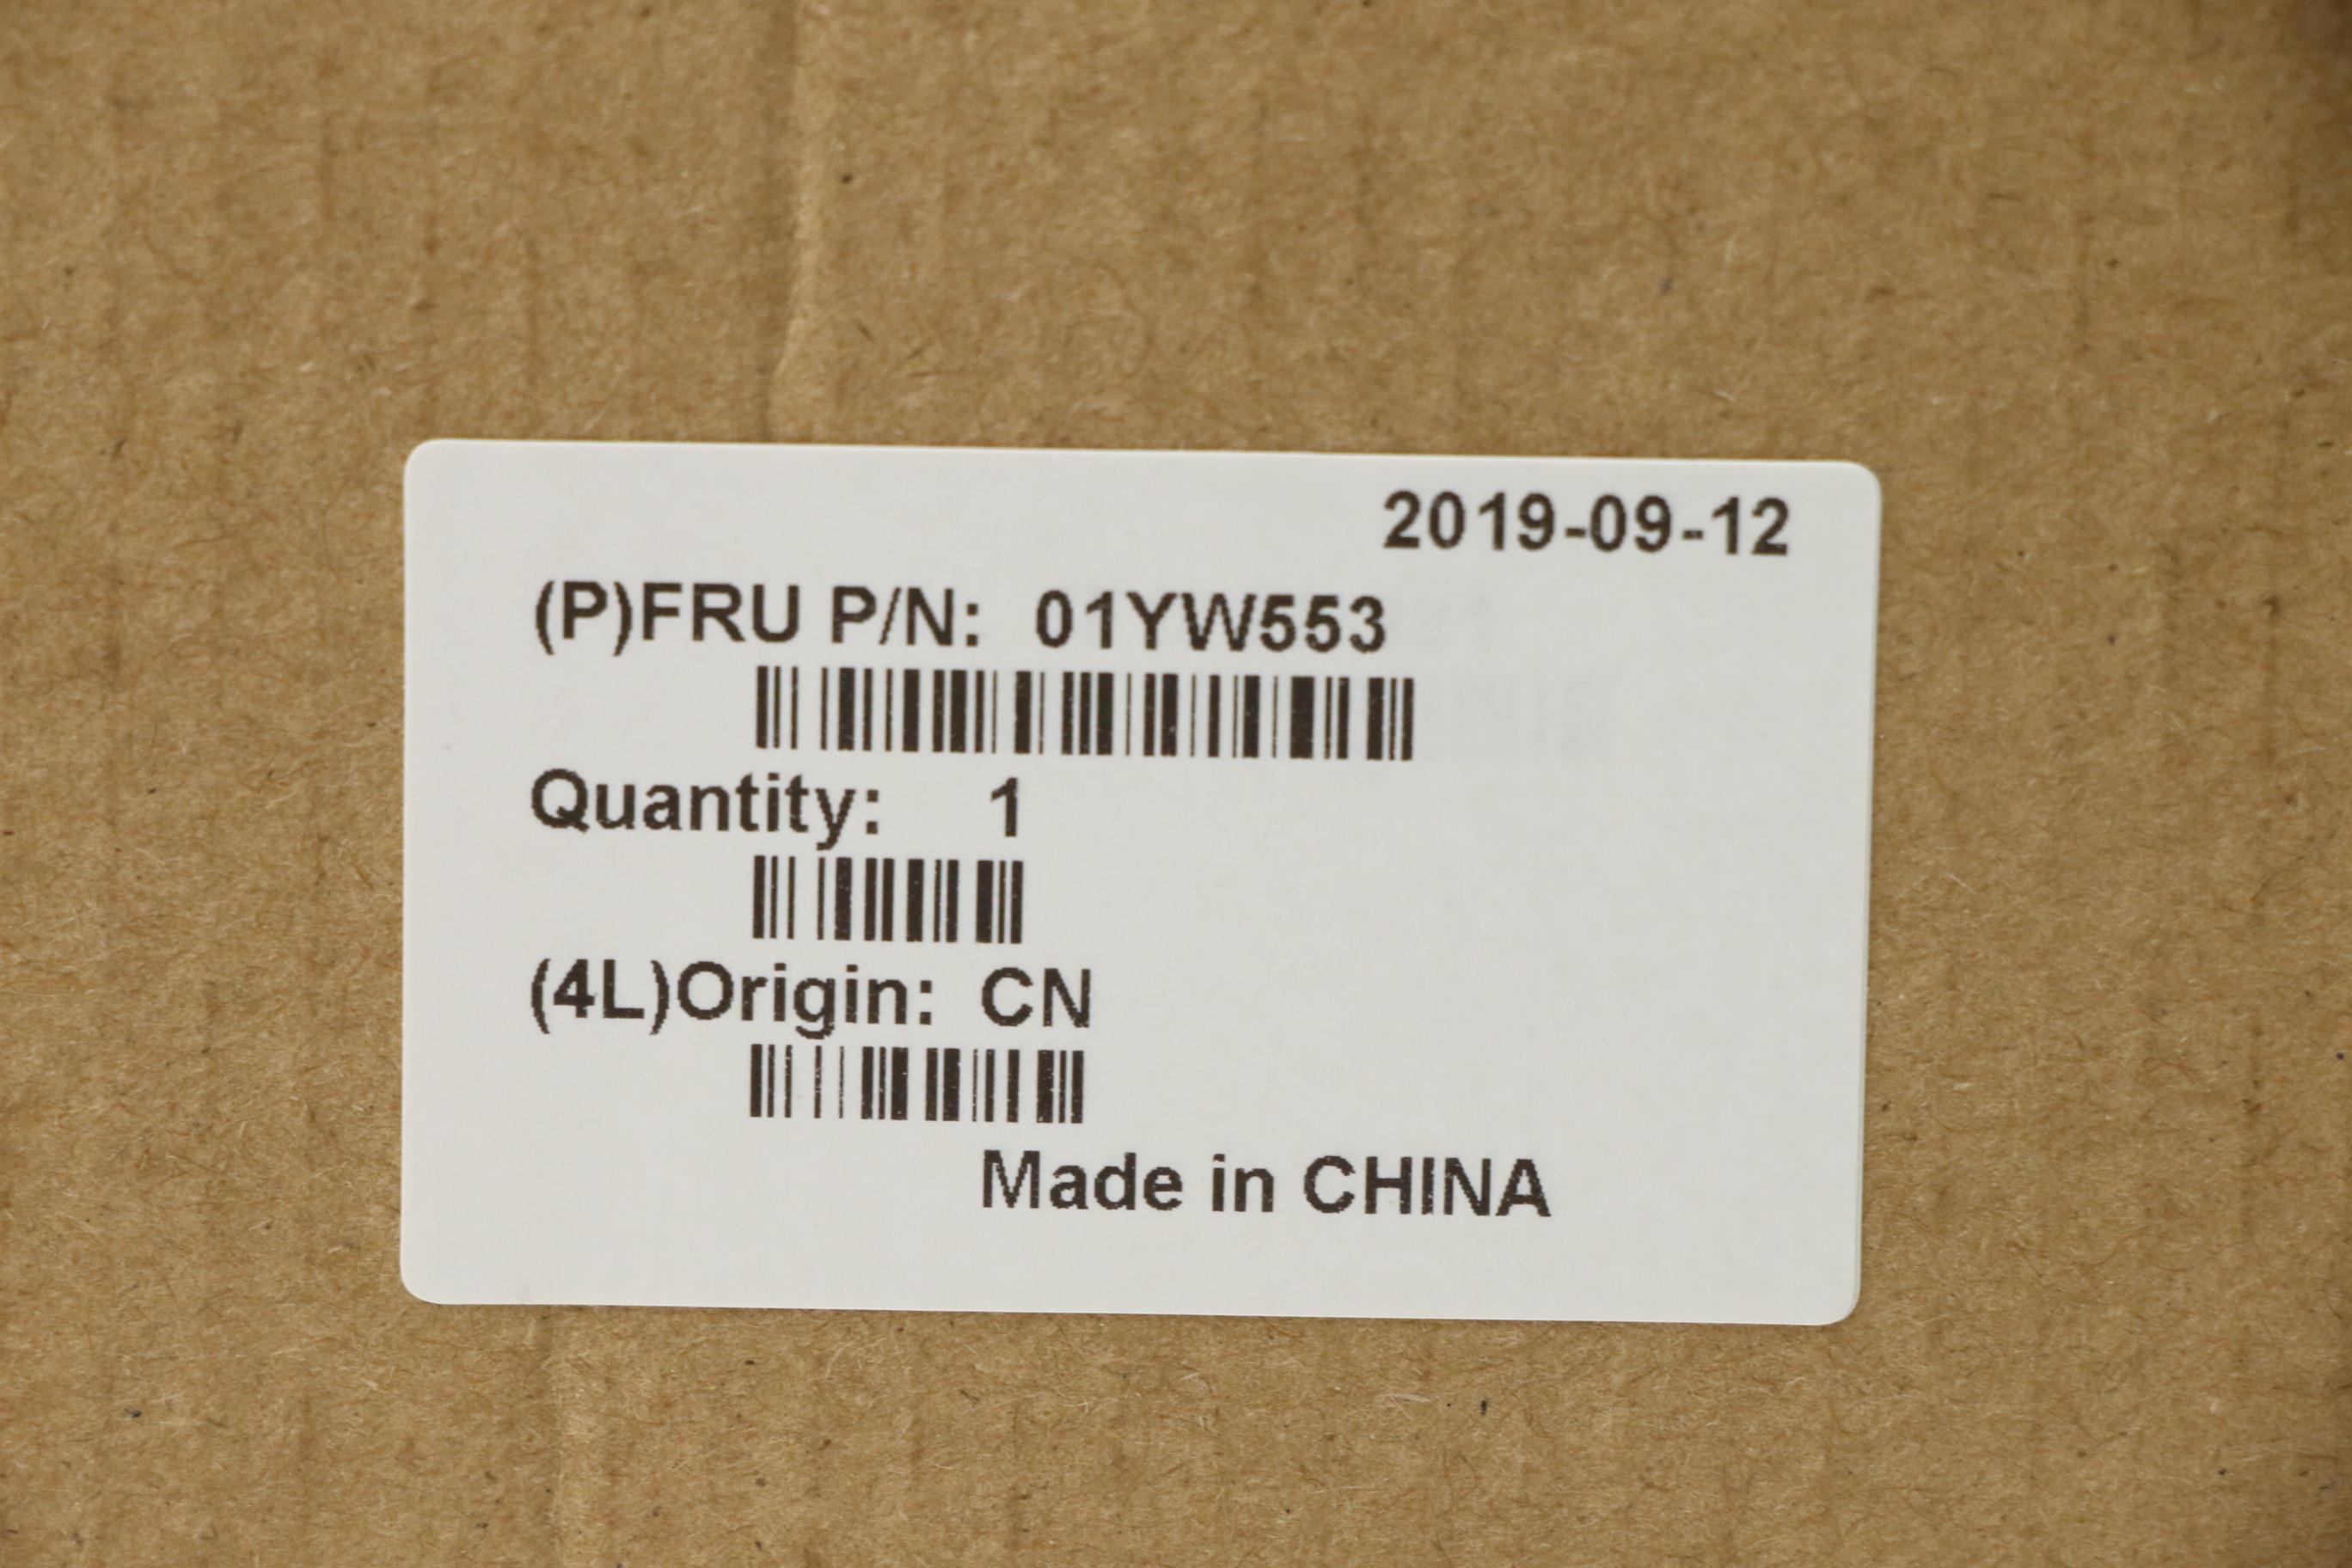 2019-09-12
(P)FRU P/N: 01YW553
Quantity: 1
(4L)Origin: CN
Made in CHINA